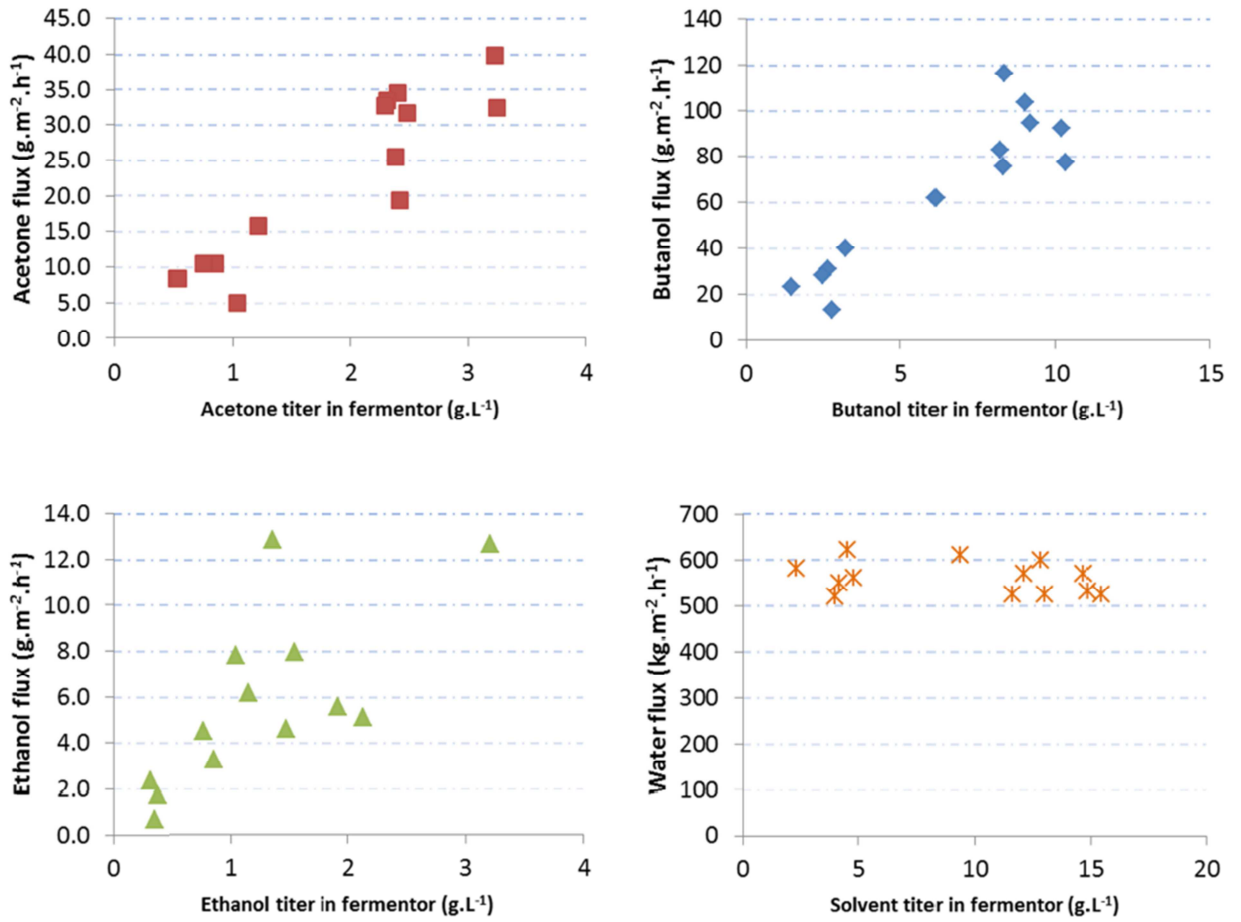 45.0
40.0
35.0
30.0
25.0
20.0
15.0
10.0
5.0
0.0
0 1 2 3 4
Acetone flux (g.m⁻².h⁻¹)
Acetone titer in fermentor (g.L⁻¹)
140
120
100
80
60
40
20
0
0 5 10 15
Butanol flux (g.m⁻².h⁻¹)
Butanol titer in fermentor (g.L⁻¹)
14.0
12.0
10.0
8.0
6.0
4.0
2.0
0.0
0 1 2 3 4
Ethanol flux (g.m⁻².h⁻¹)
Ethanol titer in fermentor (g.L⁻¹)
700
600
500
400
300
200
100
0
0 5 10 15 20
Water flux (kg.m⁻².h⁻¹)
Solvent titer in fermentor (g.L⁻¹)